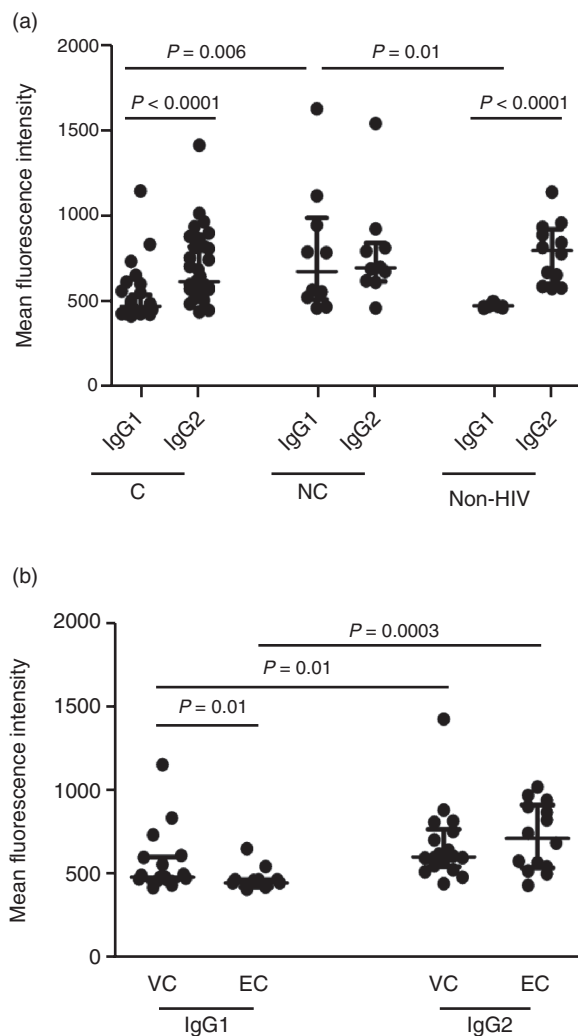 (a)
2000
1500
1000
500
0
Mean fluorescence intensity
P = 0.006
P = 0.01
P < 0.0001
P < 0.0001
IgG1
IgG2
IgG1
IgG2
IgG1
IgG2
C
NC
Non-HIV
(b)
2000
1500
1000
500
0
Mean fluorescence intensity
P = 0.0003
P = 0.01
P = 0.01
VC
EC
VC
EC
IgG1
IgG2